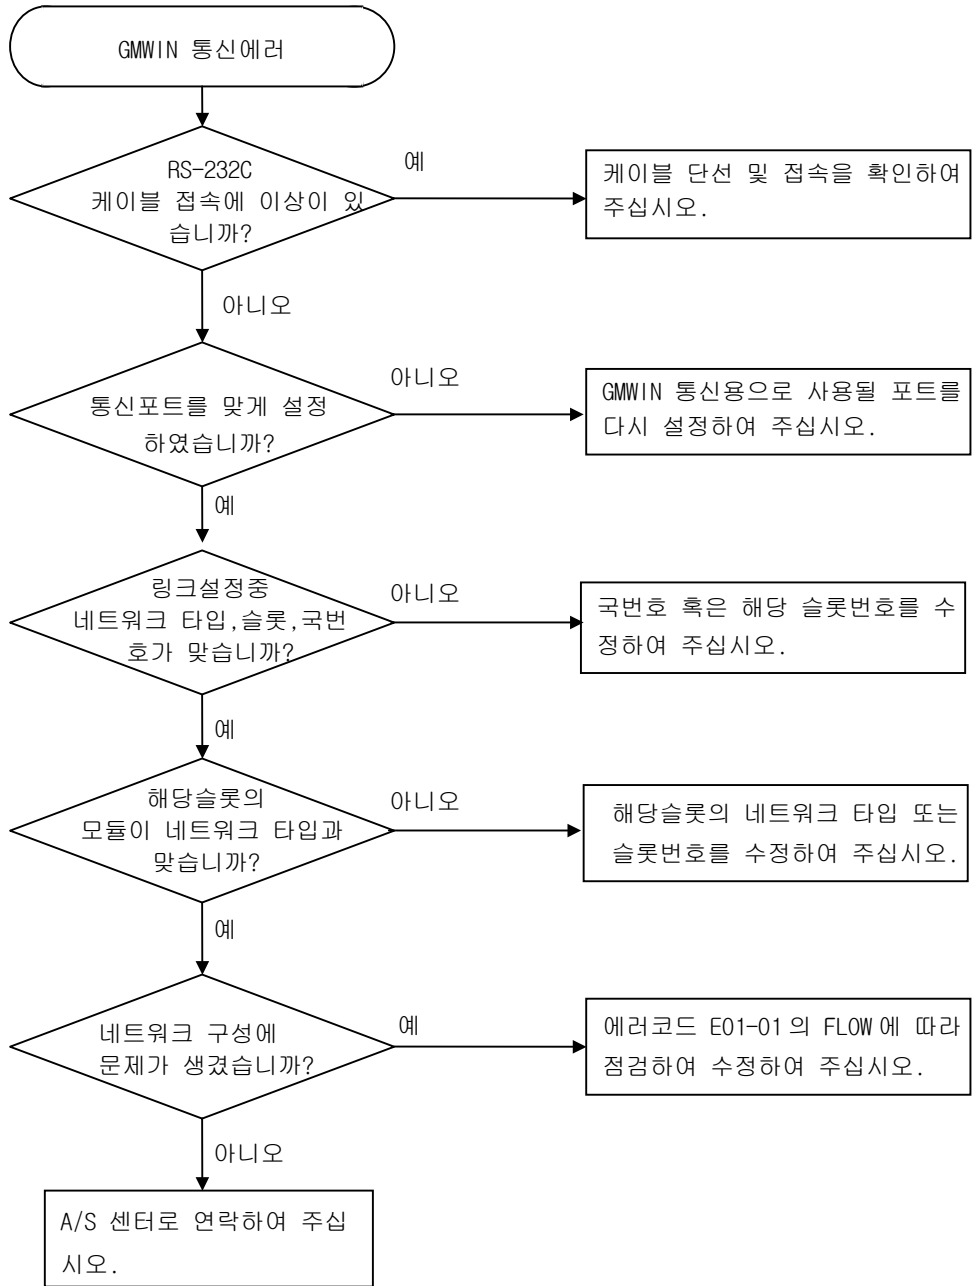 GMWIN 통신에러
RS-232C
케이블 접속에 이상이 있
습니까?
예
케이블 단선 및 접속을 확인하여
주십시오.
아니오
통신포트를 맞게 설정
하였습니까?
아니오
GMWIN 통신용으로 사용될 포트를
다시 설정하여 주십시오.
예
링크설정중
네트워크 타입,슬롯,국번
호가 맞습니까?
아니오
국번호 혹은 해당 슬롯번호를 수
정하여 주십시오.
예
해당슬롯의
모듈이 네트워크 타입과
맞습니까?
아니오
해당슬롯의 네트워크 타입 또는
슬롯번호를 수정하여 주십시오.
예
네트워크 구성에
문제가 생겼습니까?
예
에러코드 E01-01 의 FLOW 에 따라
점검하여 수정하여 주십시오.
아니오
A/S 센터로 연락하여 주십
시오.